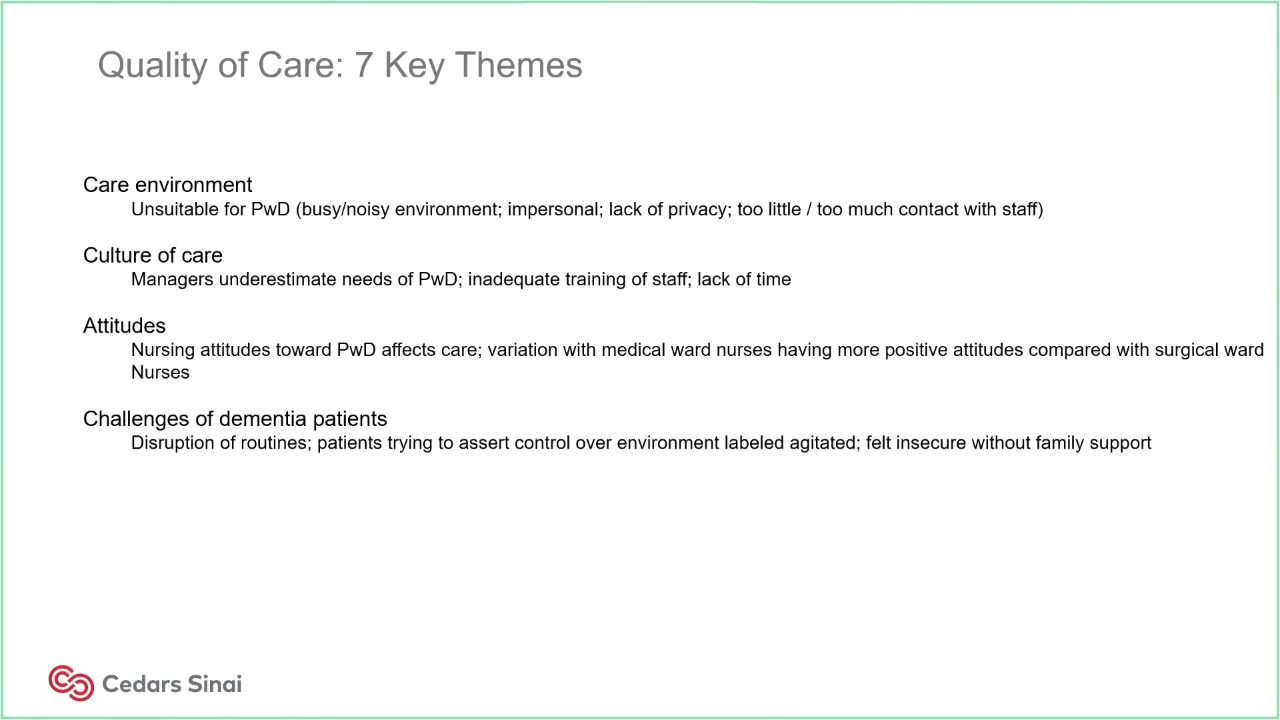 Quality of Care: 7 Key Themes
Care environment
Unsuitable for PwD (busy/noisy environment; impersonal; lack of privacy; too little / too much contact with staff)
Culture of care
Managers underestimate needs of PwD; inadequate training of staff; lack of time
Attitudes
Nursing attitudes toward PwD affects care; variation with medical ward nurses having more positive attitudes compared with surgical ward
Nurses
Challenges of dementia patients
Disruption of routines; patients trying to assert control over environment labeled agitated; felt insecure without family support
Cedars Sinai